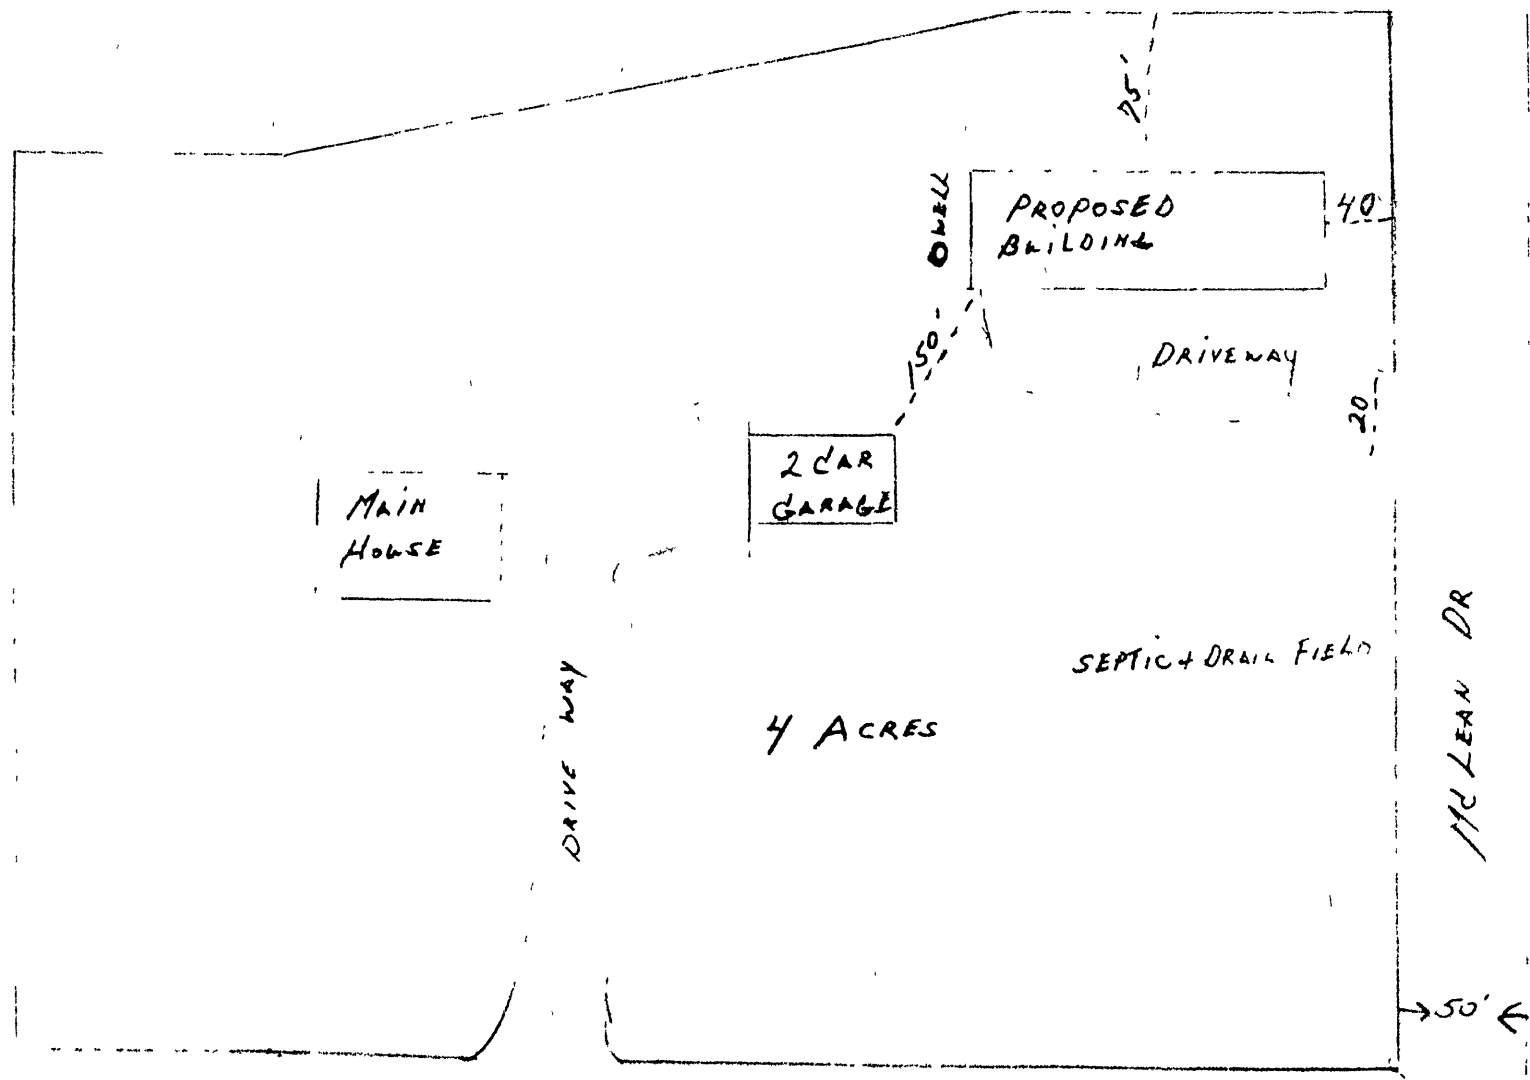 75'
WELL
PROPOSED
BUILDING
40'
50'
DRIVEWAY
20
2 CAR
GARAGE
MAIN
HOUSE
SEPTIC + DRAIN FIELD
DRIVE WAY
4 ACRES
MCLEAN DR
50'